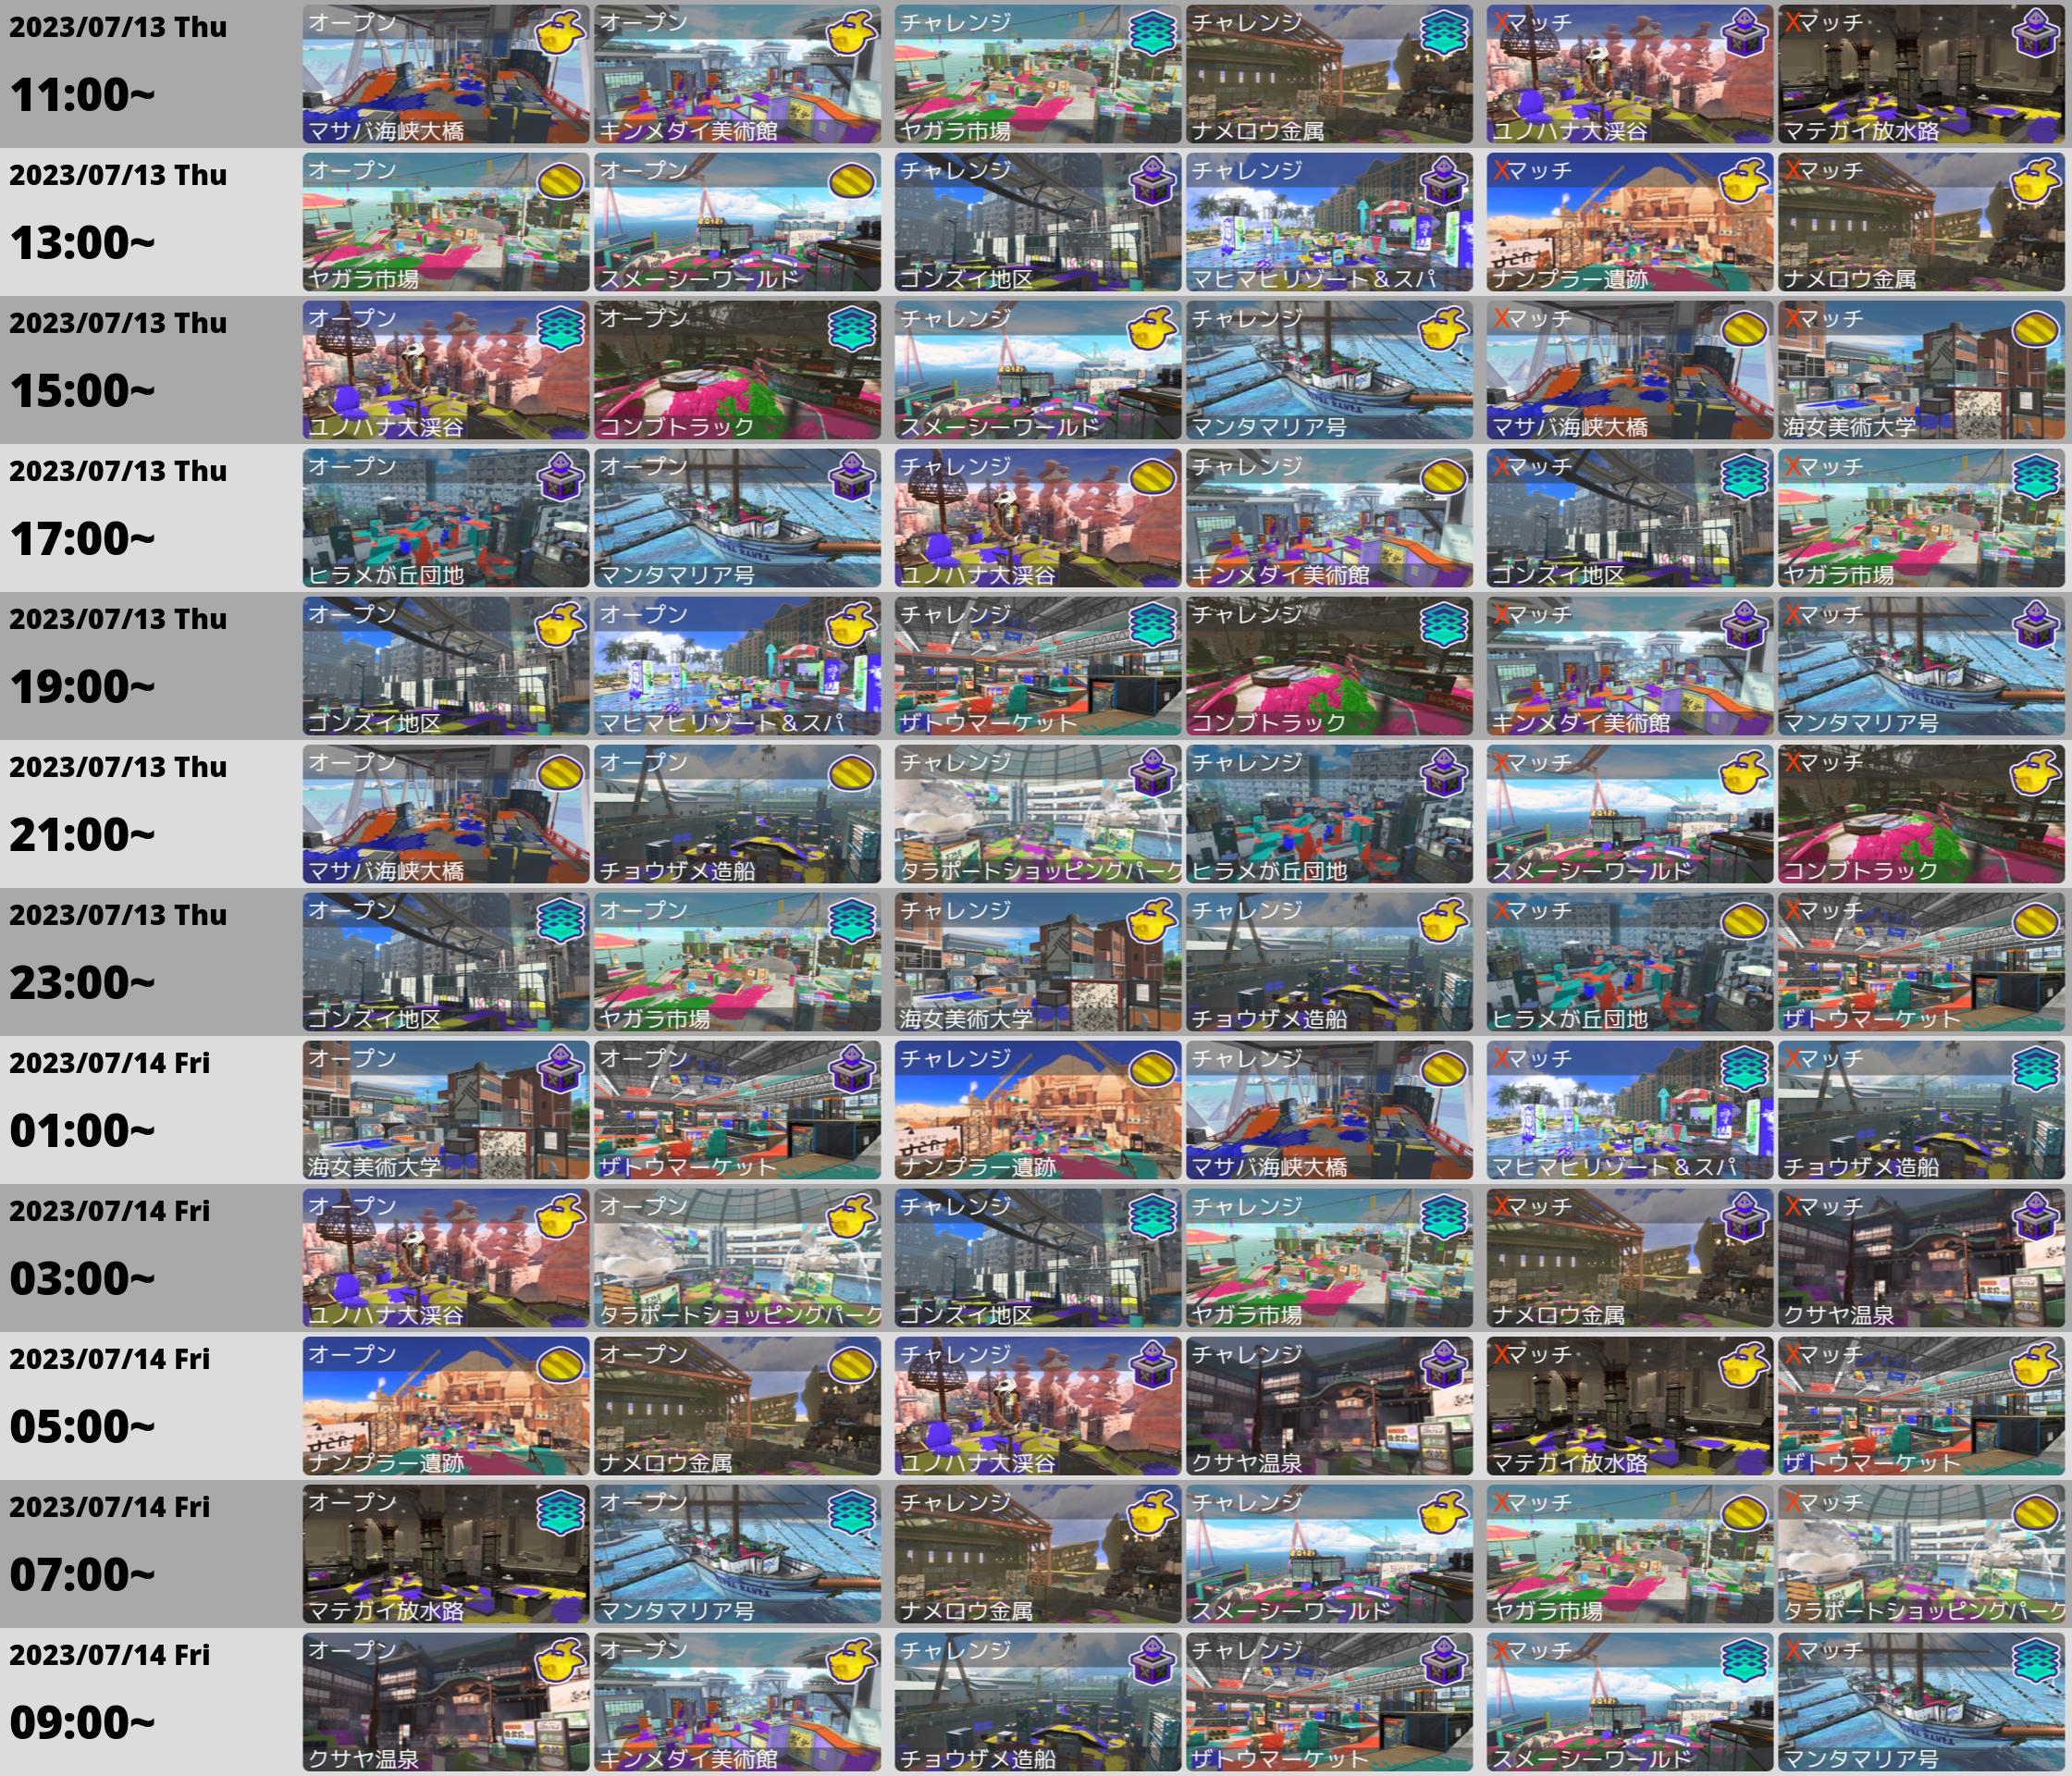 2023/07/13 Thu
11:00~
オープン
マサバ海峡大橋
オープン
キンメダイ美術館
チャレンジ
ヤガラ市場
チャレンジ
ナメロウ金属
Xマッチ
ユノハナ大渓谷
Xマッチ
マテガイ放水路
2023/07/13 Thu
13:00~
オープン
ヤガラ市場
オープン
スメーシーワールド
チャレンジ
ゴンズイ地区
チャレンジ
マヒマヒリゾート&スパ
Xマッチ
ナンプラー遺跡
Xマッチ
ナメロウ金属
2023/07/13 Thu
15:00~
オープン
ユノハナ大渓谷
オープン
コンブトラック
チャレンジ
スメーシーワールド
チャレンジ
マンタマリア号
Xマッチ
マサバ海峡大橋
Xマッチ
海女美術大学
2023/07/13 Thu
17:00~
オープン
ヒラメが丘団地
オープン
マンタマリア号
チャレンジ
ユノハナ大渓谷
チャレンジ
キンメダイ美術館
Xマッチ
ゴンズイ地区
Xマッチ
ヤガラ市場
2023/07/13 Thu
19:00~
オープン
ゴンズイ地区
オープン
マヒマヒリゾート&スパ
チャレンジ
ザトウマーケット
チャレンジ
コンブトラック
Xマッチ
キンメダイ美術館
Xマッチ
マンタマリア号
2023/07/13 Thu
21:00~
オープン
マサバ海峡大橋
オープン
チョウザメ造船
チャレンジ
タラポートショッピングパーク
チャレンジ
ヒラメが丘団地
Xマッチ
スメーシーワールド
Xマッチ
コンブトラック
2023/07/13 Thu
23:00~
オープン
ゴンズイ地区
オープン
ヤガラ市場
チャレンジ
海女美術大学
チャレンジ
チョウザメ造船
Xマッチ
ヒラメが丘団地
Xマッチ
ザトウマーケット
2023/07/14 Fri
01:00~
オープン
海女美術大学
オープン
ザトウマーケット
チャレンジ
ナンプラー遺跡
チャレンジ
マサバ海峡大橋
Xマッチ
マヒマヒリゾート&スパ
Xマッチ
チョウザメ造船
2023/07/14 Fri
03:00~
オープン
ユノハナ大渓谷
オープン
タラポートショッピングパーク
チャレンジ
ゴンズイ地区
チャレンジ
ヤガラ市場
Xマッチ
ナメロウ金属
Xマッチ
クサヤ温泉
2023/07/14 Fri
05:00~
オープン
ナンプラー遺跡
オープン
ナメロウ金属
チャレンジ
ユノハナ大渓谷
チャレンジ
クサヤ温泉
Xマッチ
マテガイ放水路
Xマッチ
ザトウマーケット
2023/07/14 Fri
07:00~
オープン
マテガイ放水路
オープン
マンタマリア号
チャレンジ
ナメロウ金属
チャレンジ
スメーシーワールド
Xマッチ
ヤガラ市場
Xマッチ
タラポートショッピングパーク
2023/07/14 Fri
09:00~
オープン
クサヤ温泉
オープン
キンメダイ美術館
チャレンジ
チョウザメ造船
チャレンジ
ザトウマーケット
Xマッチ
スメーシーワールド
Xマッチ
マンタマリア号